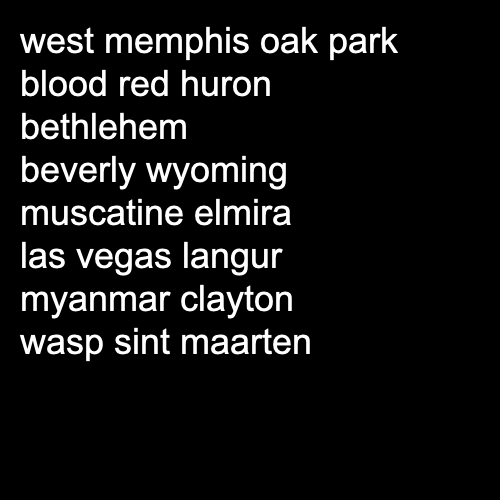 west memphis oak park
blood red huron
bethlehem
beverly wyoming
muscatine elmira
las vegas langur
myanmar clayton
wasp sint maarten